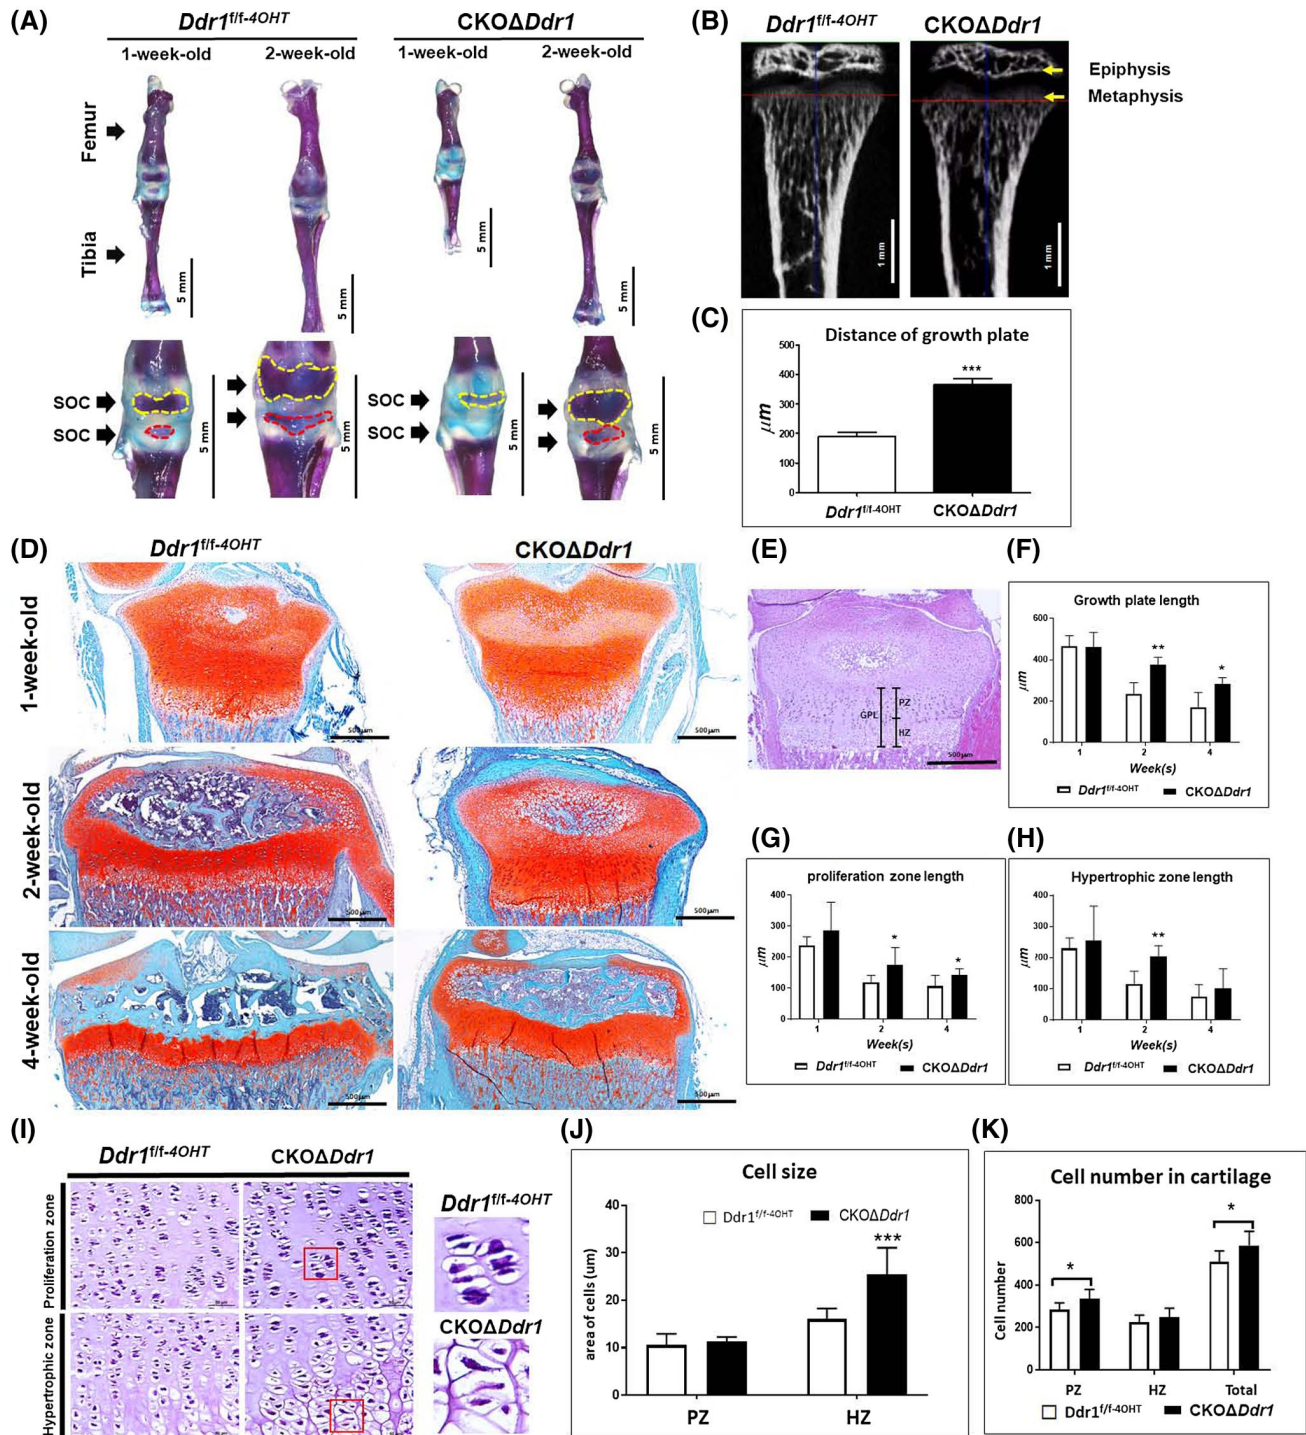 (A)
Ddr1f/f-4OHT
CKOΔDdr1
1-week-old
2-week-old
1-week-old
2-week-old
Femur
Tibia
5 mm
5 mm
5 mm
5 mm
SOC
SOC
SOC
SOC
5 mm
5 mm
5 mm
5 mm
(B)
Ddr1f/f-4OHT
CKOΔDdr1
Epiphysis
Metaphysis
1 mm
1 mm
(C)
Distance of growth plate
μm
500
400
300
200
100
0
***
Ddr1f/f-4OHT
CKOΔDdr1
(D)
Ddr1f/f-4OHT
CKOΔDdr1
1-week-old
500μm
500μm
2-week-old
500μm
500μm
4-week-old
500μm
500μm
(E)
GPL
PZ
HZ
500μm
(F)
Growth plate length
μm
600
400
200
0
**
*
1
2
4
Week(s)
Ddr1f/f-4OHT
CKOΔDdr1
(G)
proliferation zone length
μm
400
300
200
100
0
*
*
1
2
4
Week(s)
Ddr1f/f-4OHT
CKOΔDdr1
(H)
Hypertrophic zone length
μm
400
300
200
100
0
**
1
2
4
Week(s)
Ddr1f/f-4OHT
CKOΔDdr1
(I)
Ddr1f/f-4OHT
CKOΔDdr1
Proliferation zone
Hypertrophic zone
Ddr1f/f-4OHT
CKOΔDdr1
(J)
Cell size
area of cells (um)
40
30
20
10
0
Ddr1f/f-4OHT
CKOΔDdr1
***
PZ
HZ
(K)
Cell number in cartilage
Cell number
800
600
400
200
0
*
*
PZ
HZ
Total
Ddr1f/f-4OHT
CKOΔDdr1